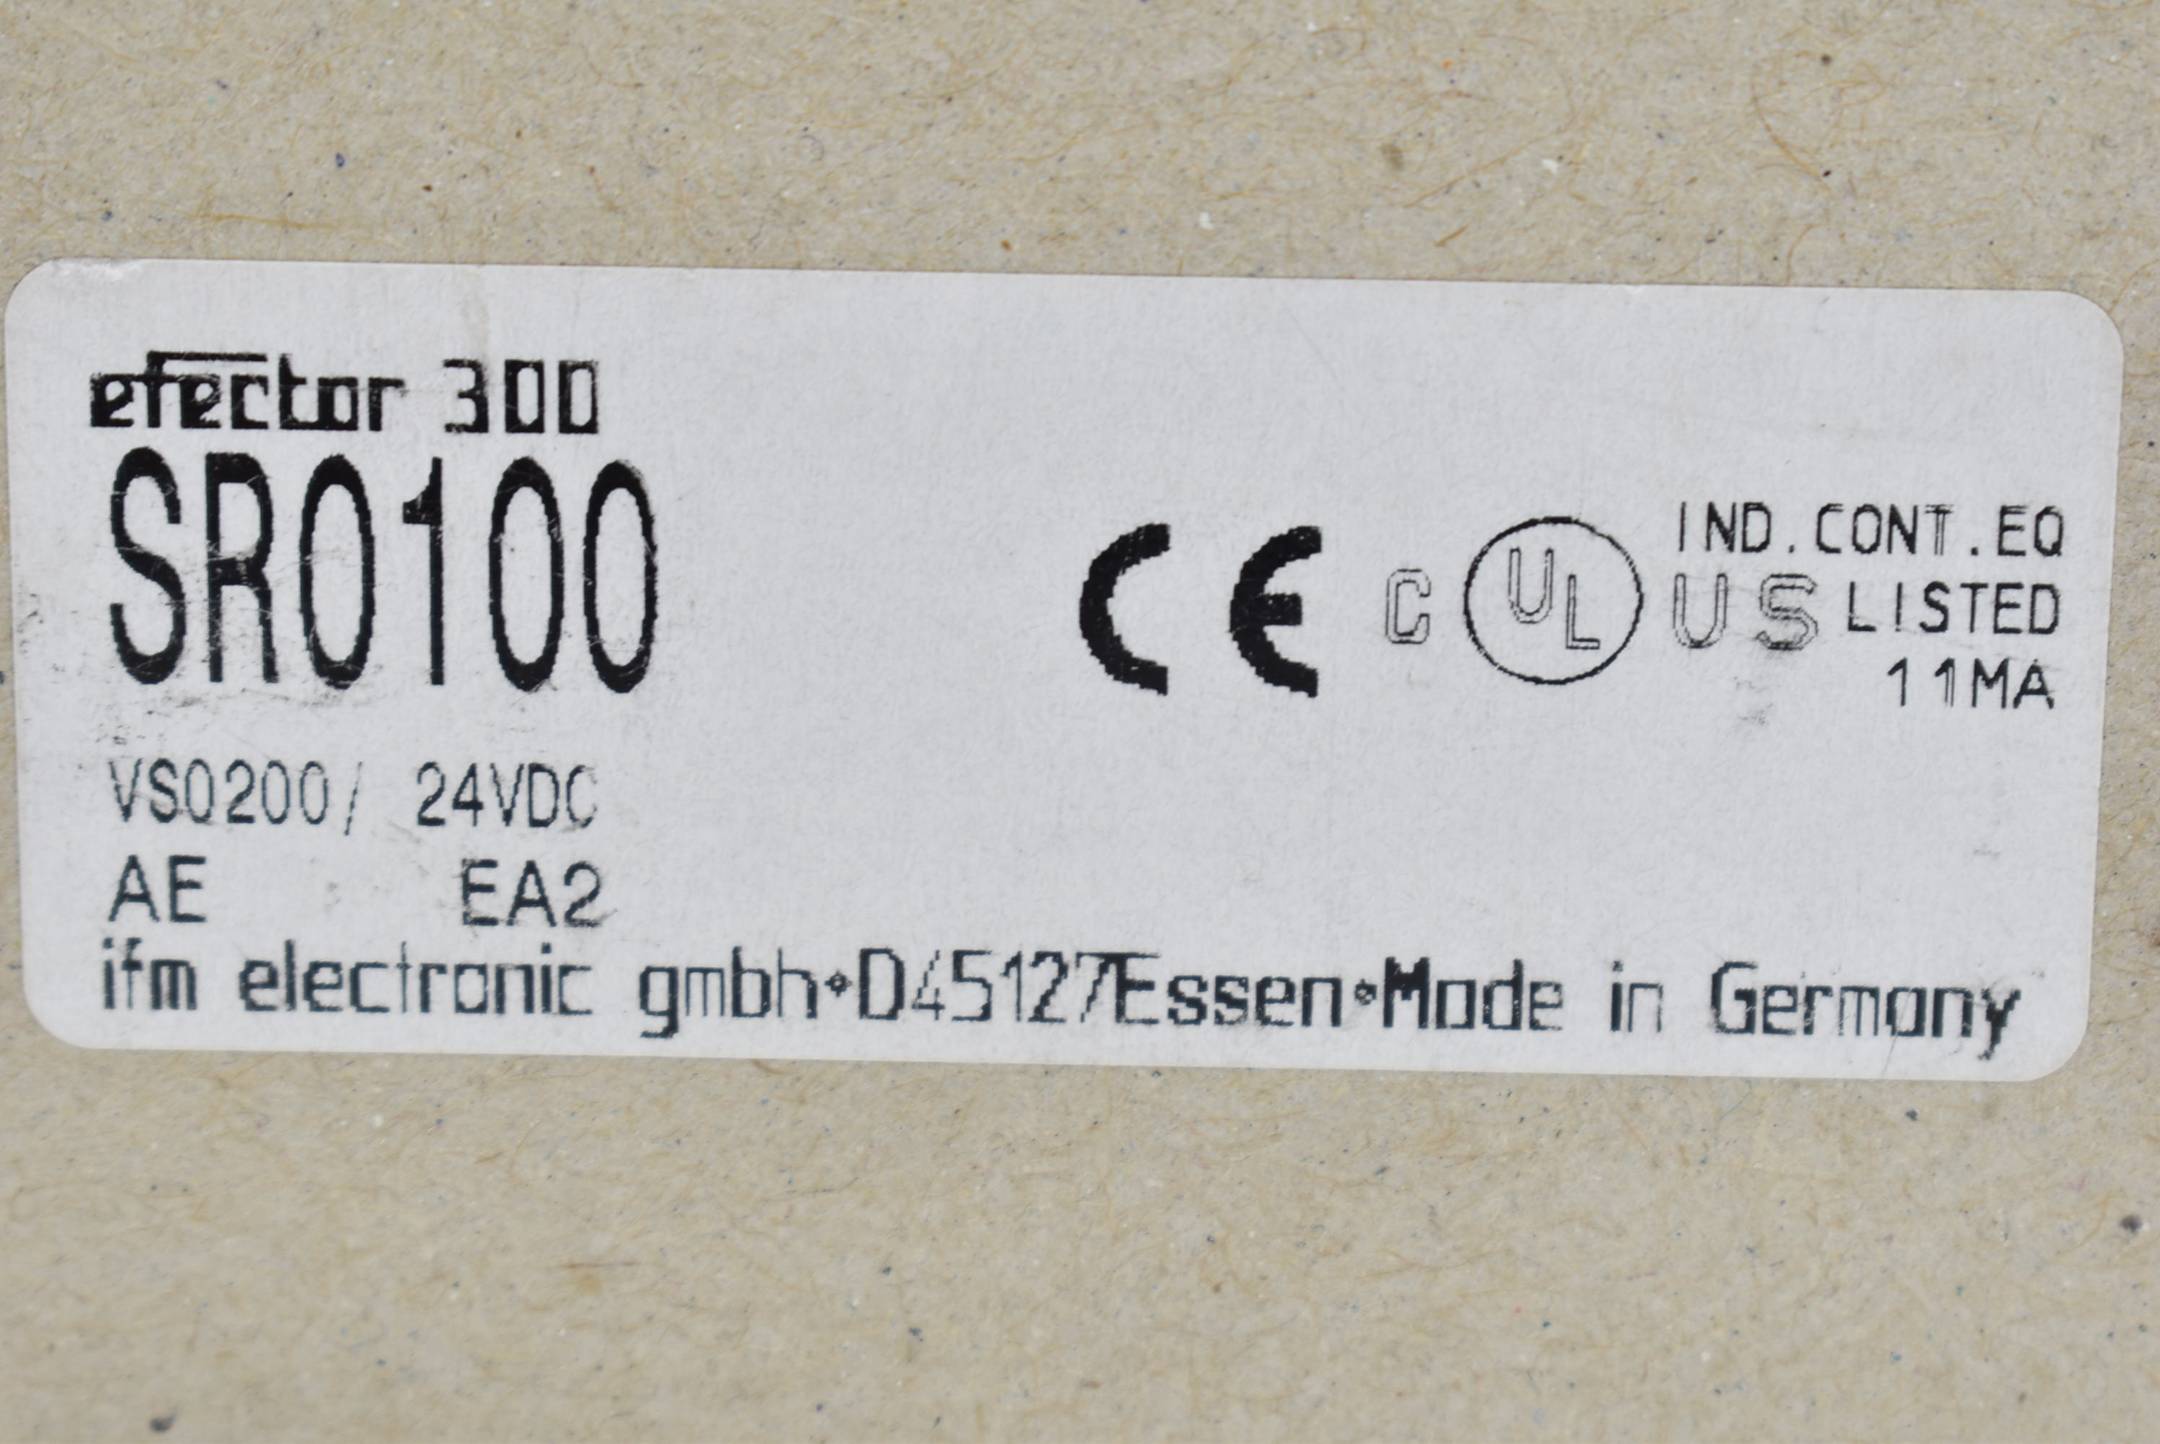 efector 300
SR0100
CE C UL US IND.CONT.EQ
LISTED
11MA
VS0200/ 24VDC
AE EA2
ifm electronic gmbh•D45127Essen•Made in Germany